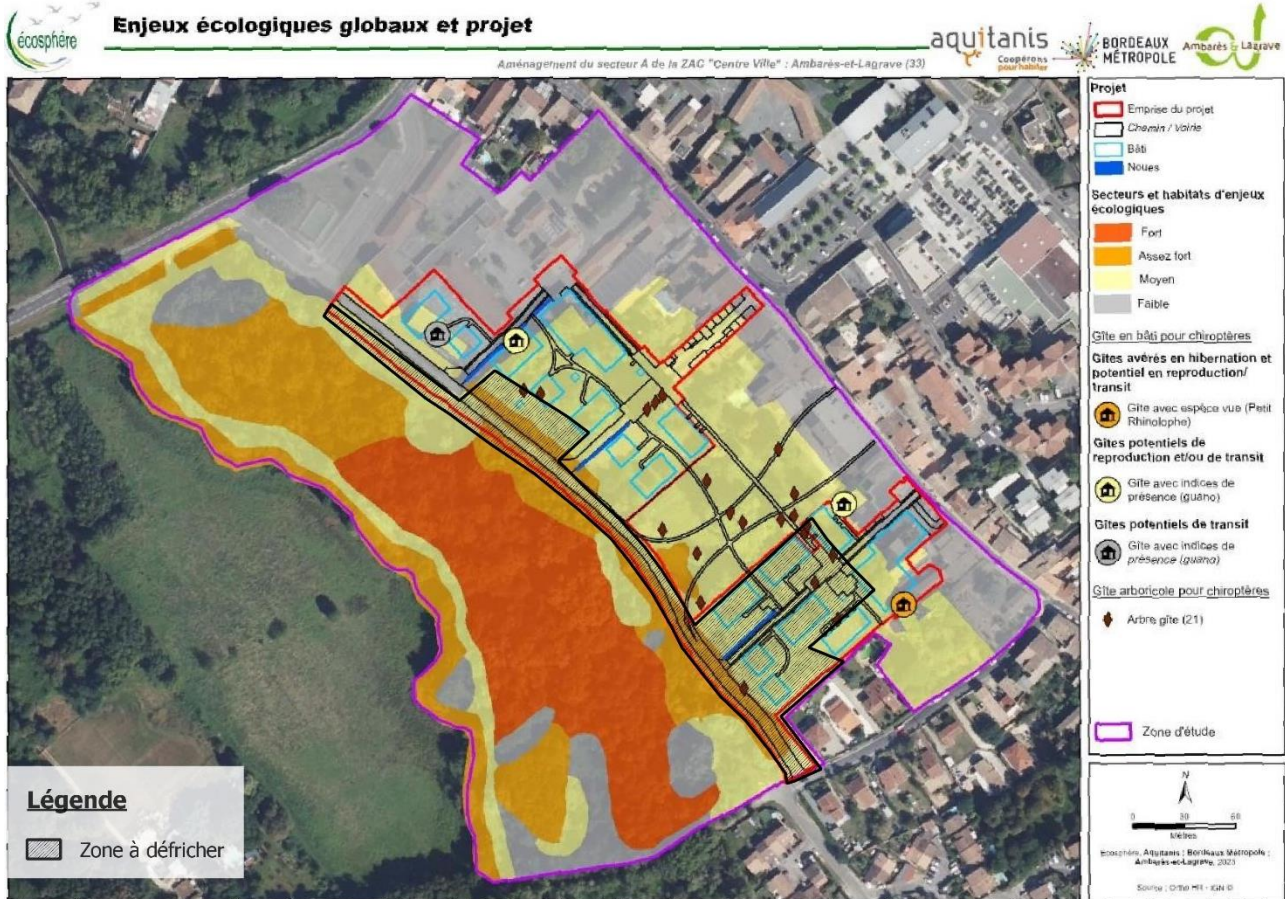 écosphère
Enjeux écologiques globaux et projet
Aménagement du secteur A de la ZAC "Centre Ville" : Ambarès-et-Lagrave (33)
aquitanis
Coopérons
pour habiter
BORDEAUX
MÉTROPOLE
Ambarès & Lagrave
Projet
Emprise du projet
Chemin / Voirie
Bâti
Noues
Secteurs et habitats d'enjeux
écologiques
Fort
Assez fort
Moyen
Faible
Gîte en bâti pour chiroptères
Gîtes avérés en hibernation et
potentiel en reproduction/
transit
Gîte avec espèce vue (Petit
Rhinolophe)
Gîtes potentiels de
reproduction et/ou de transit
Gîte avec indices de
présence (guano)
Gîtes potentiels de transit
Gîte avec indices de
présence (guano)
Gîte arboricole pour chiroptères
Arbre gîte (21)
Zone d'étude
N
0 30 60
Mètres
Ecosphère, Aquitanis ; Bordeaux Métropole ;
Ambarès-et-Lagrave, 2023
Source : Ortho HR - IGN ©
Légende
Zone à défricher